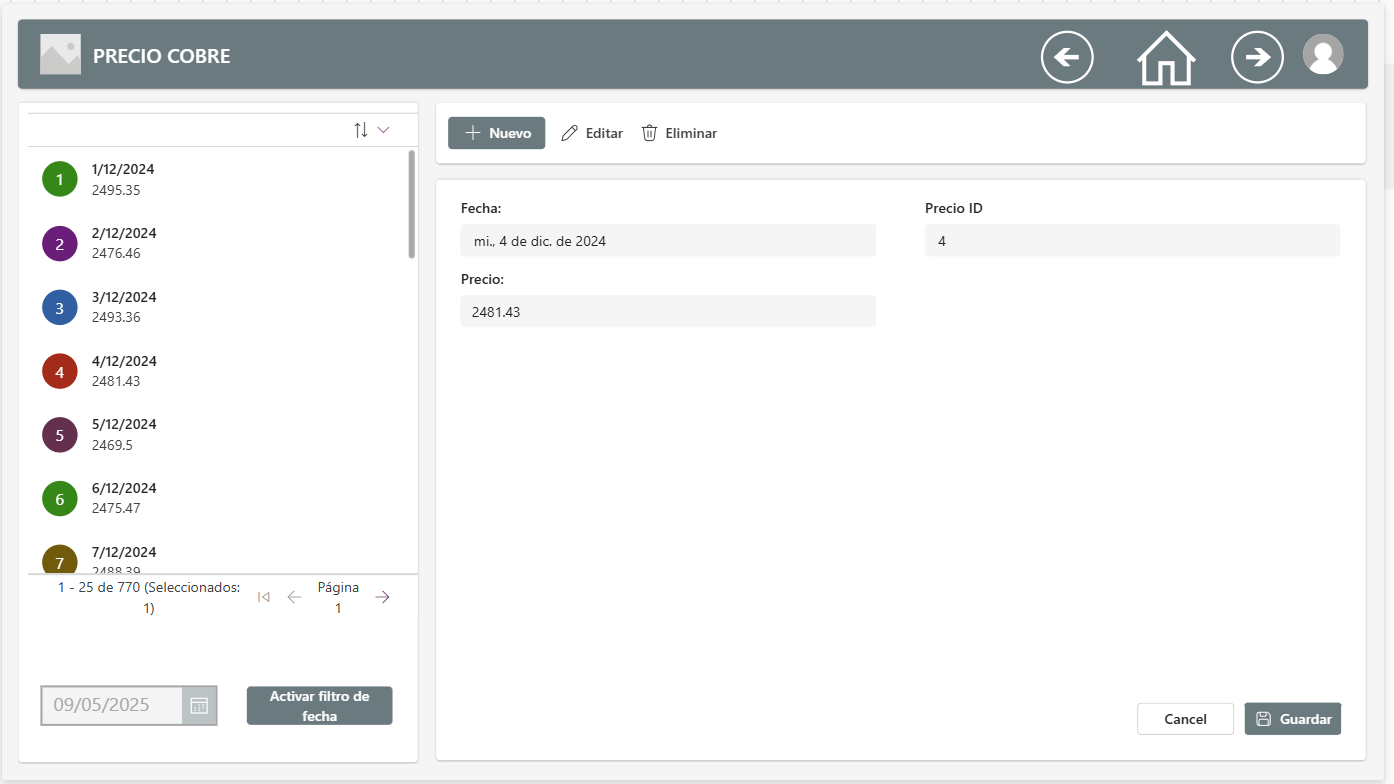 PRECIO COBRE
1
1/12/2024
2495.35
2
2/12/2024
2476.46
3
3/12/2024
2493.36
4
4/12/2024
2481.43
5
5/12/2024
2469.5
6
6/12/2024
2475.47
7
7/12/2024
2488.39
1 - 25 de 770 (Seleccionados:
1)
Página
1
09/05/2025
Activar filtro de
fecha
Nuevo
Editar
Eliminar
Fecha:
mi., 4 de dic. de 2024
Precio ID
4
Precio:
2481.43
Cancel
Guardar